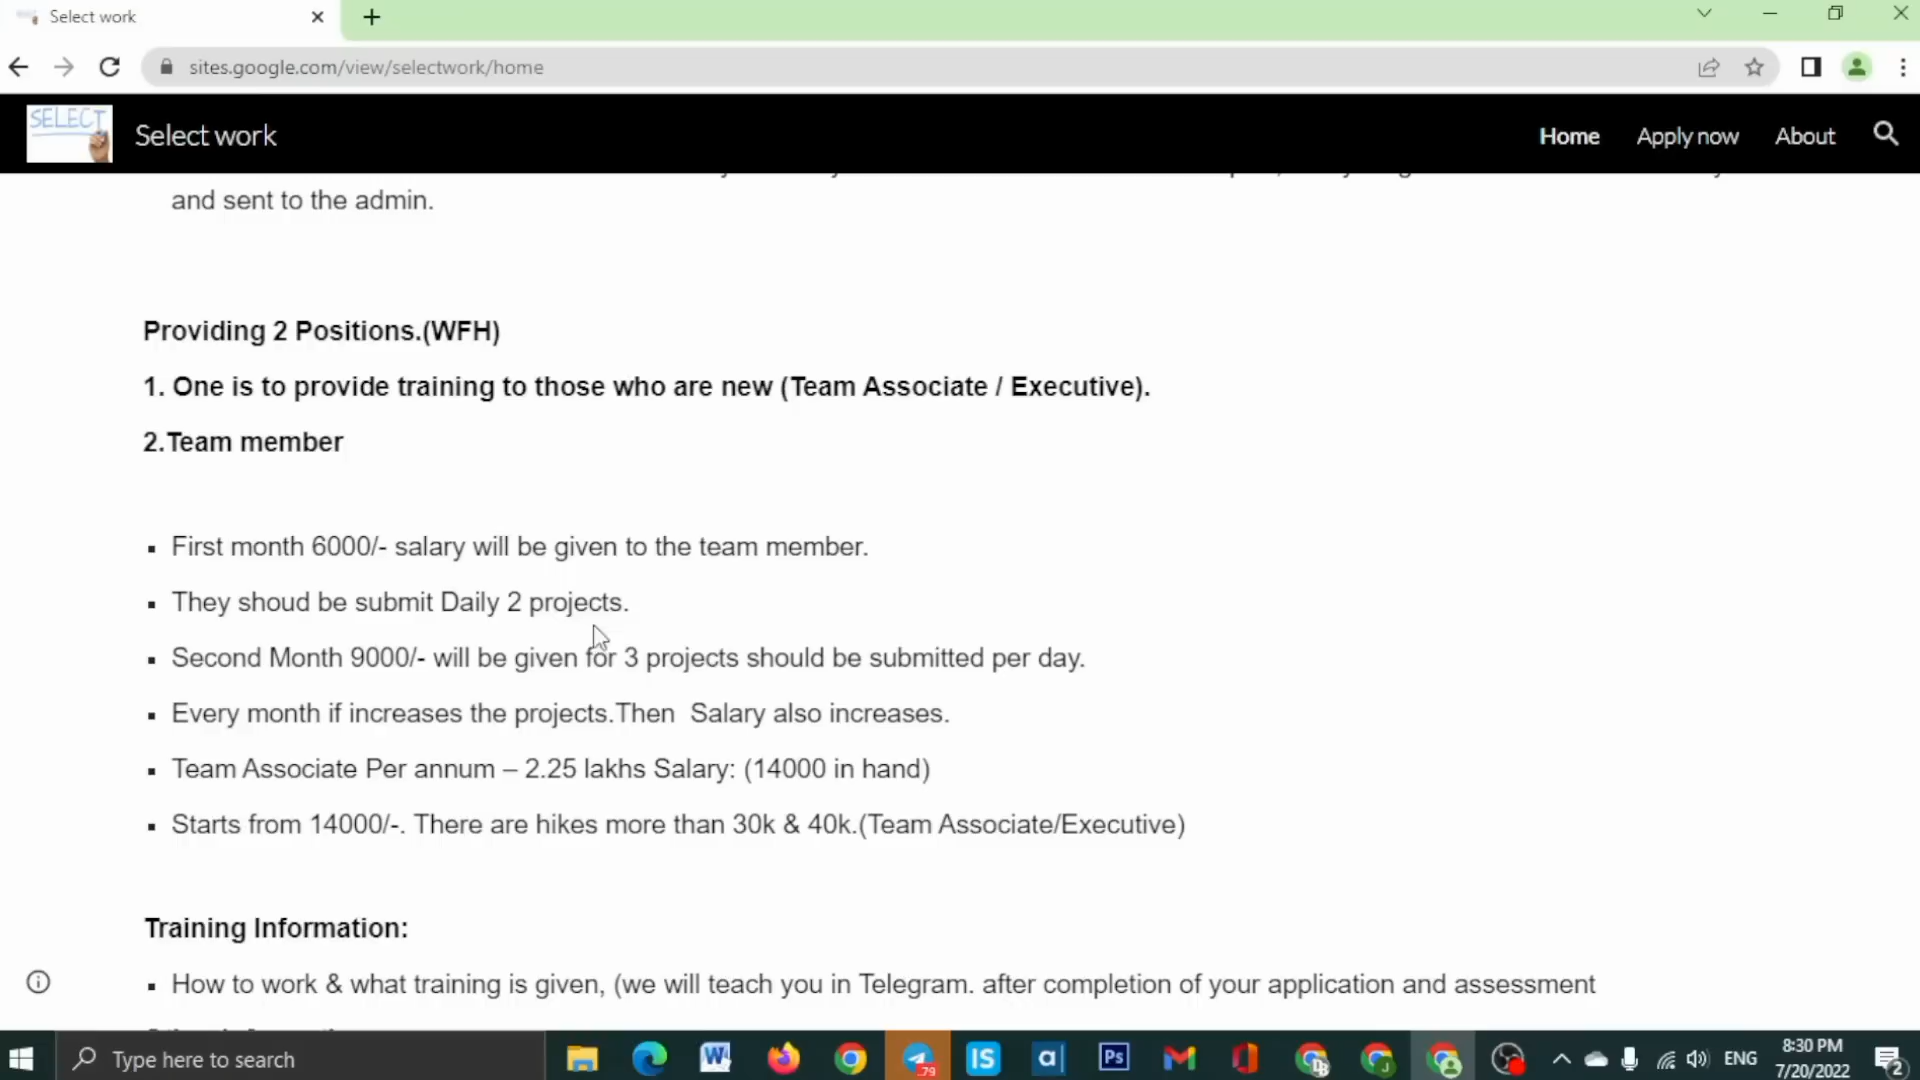 Select work
sites.google.com/view/selectwork/home
SELECT
Select work
Home
Apply now
About
and sent to the admin.
Providing 2 Positions.(WFH)
1. One is to provide training to those who are new (Team Associate / Executive).
2.Team member
First month 6000/- salary will be given to the team member.
They shoud be submit Daily 2 projects.
Second Month 9000/- will be given for 3 projects should be submitted per day.
Every month if increases the projects.Then Salary also increases.
Team Associate Per annum – 2.25 lakhs Salary: (14000 in hand)
Starts from 14000/-. There are hikes more than 30k & 40k.(Team Associate/Executive)
Training Information:
How to work & what training is given, (we will teach you in Telegram. after completion of your application and assessment
Type here to search
79
IS
a
Ps
ENG
8:30 PM
7/20/2022
2